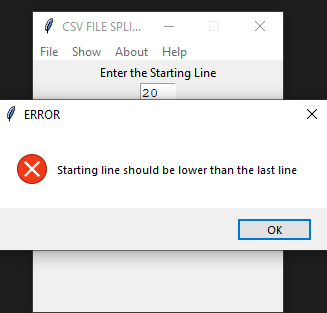 CSV FILE SPLI...
File Show About Help
Enter the Starting Line
20
ERROR
Starting line should be lower than the last line
OK